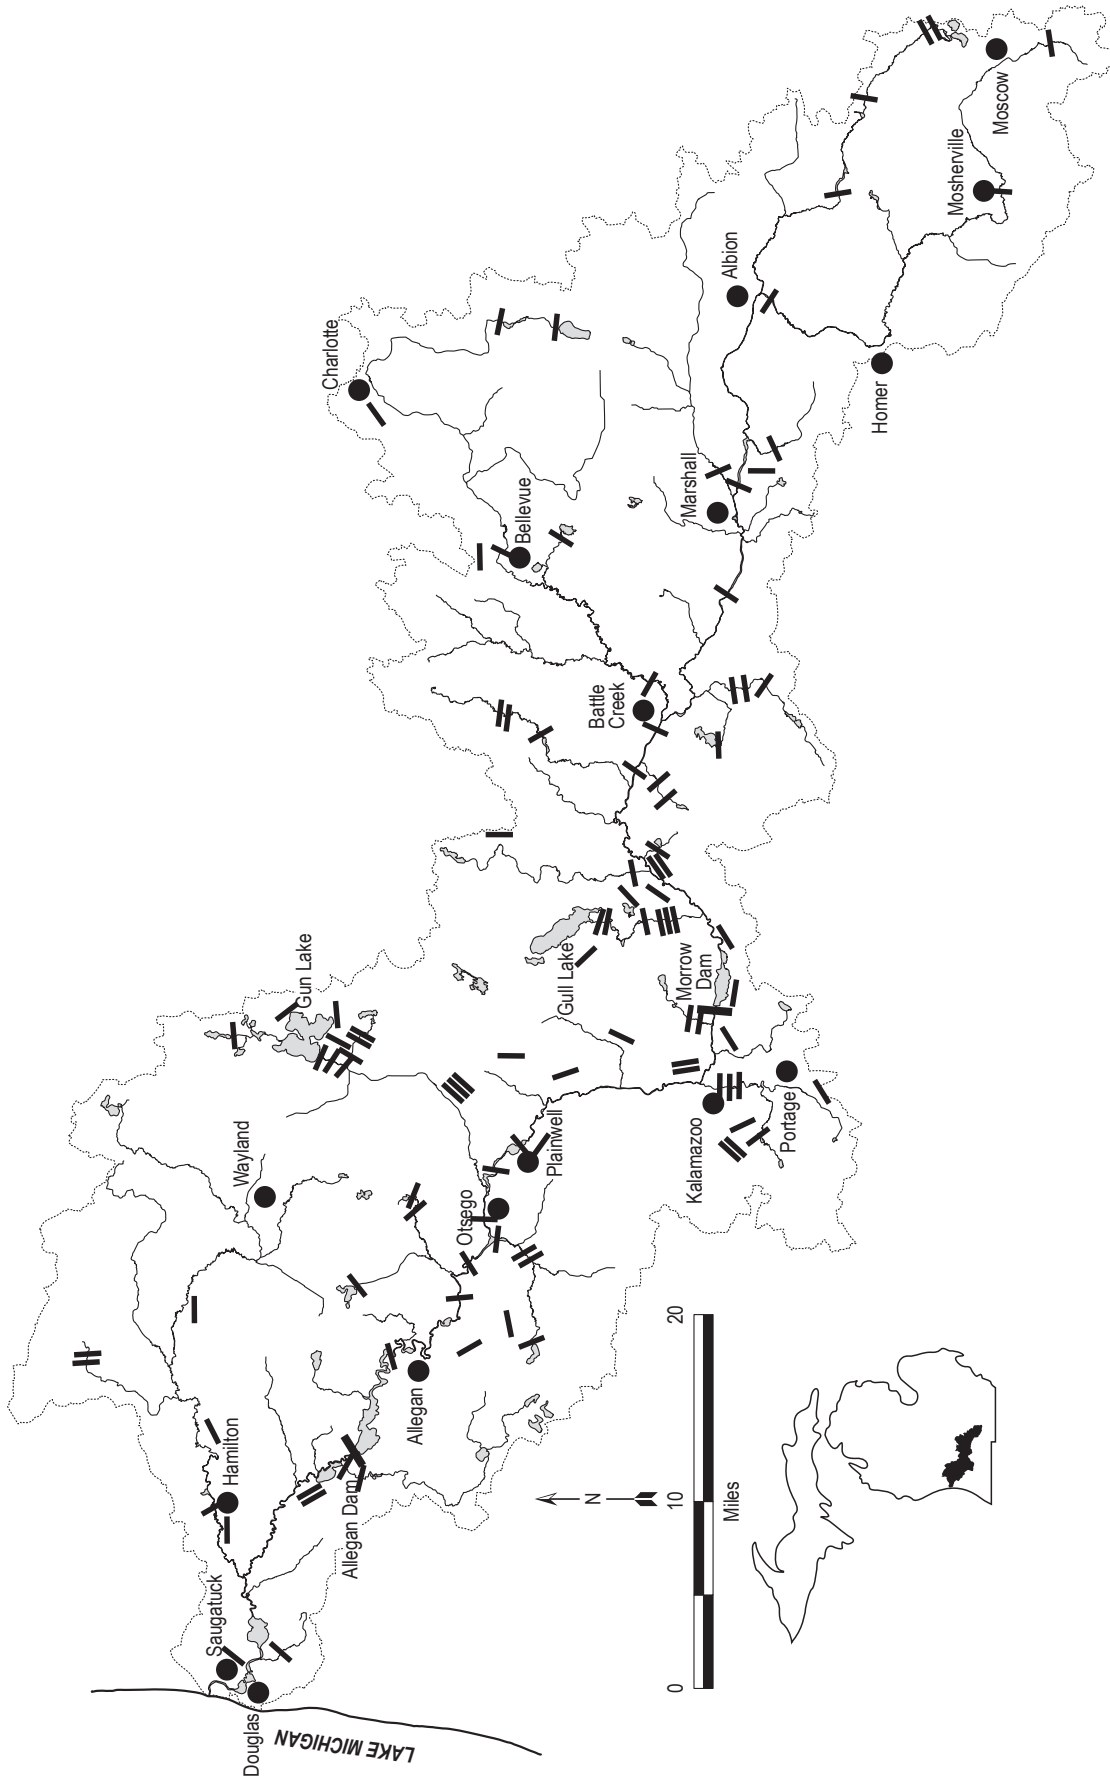 LAKE MICHIGAN
Douglas
Saugatuck
Hamilton
Allegan Dam
Allegan
Wayland
Otsego
Plainwell
Gun Lake
Kalamazoo
Portage
Gull Lake
Morrow
Dam
Battle
Creek
Bellevue
Charlotte
Marshall
Albion
Homer
Mosherville
Moscow
N
0
10
20
Miles